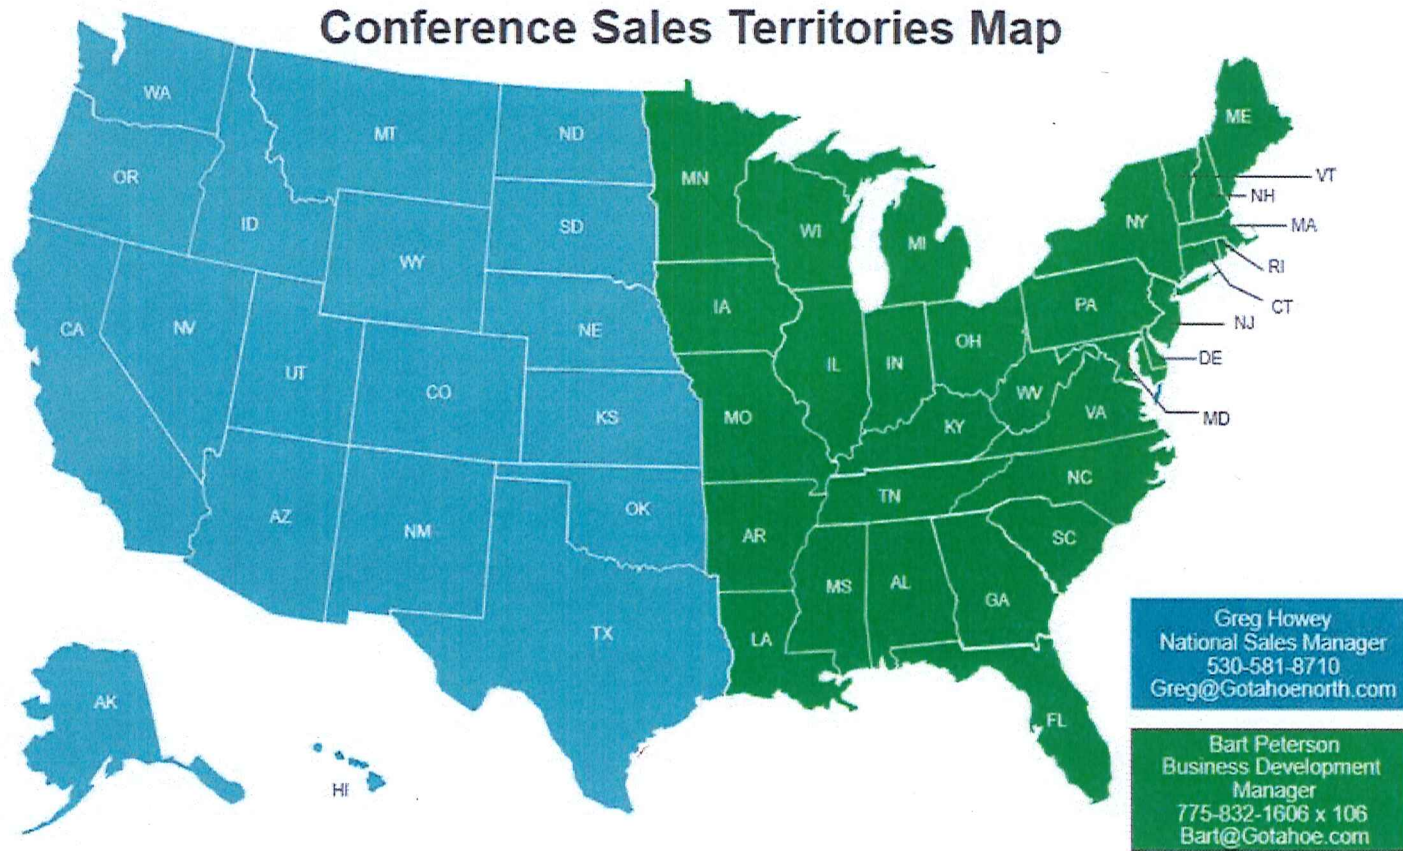 Conference Sales Territories Map
WA
MT
ND
MN
ME
OR
ID
SD
WI
MI
NY
VT
NH
MA
WY
RI
CT
CA
NV
NE
IA
PA
NJ
UT
CO
IL
IN
OH
DE
KS
MO
WV
VA
MD
KY
AZ
NM
OK
AR
TN
NC
SC
MS
AL
GA
TX
LA
AK
HI
FL
Greg Howey
National Sales Manager
530-581-8710
Greg@Gotahoenorth.com
Bart Peterson
Business Development
Manager
775-832-1606 x 106
Bart@Gotahoe.com